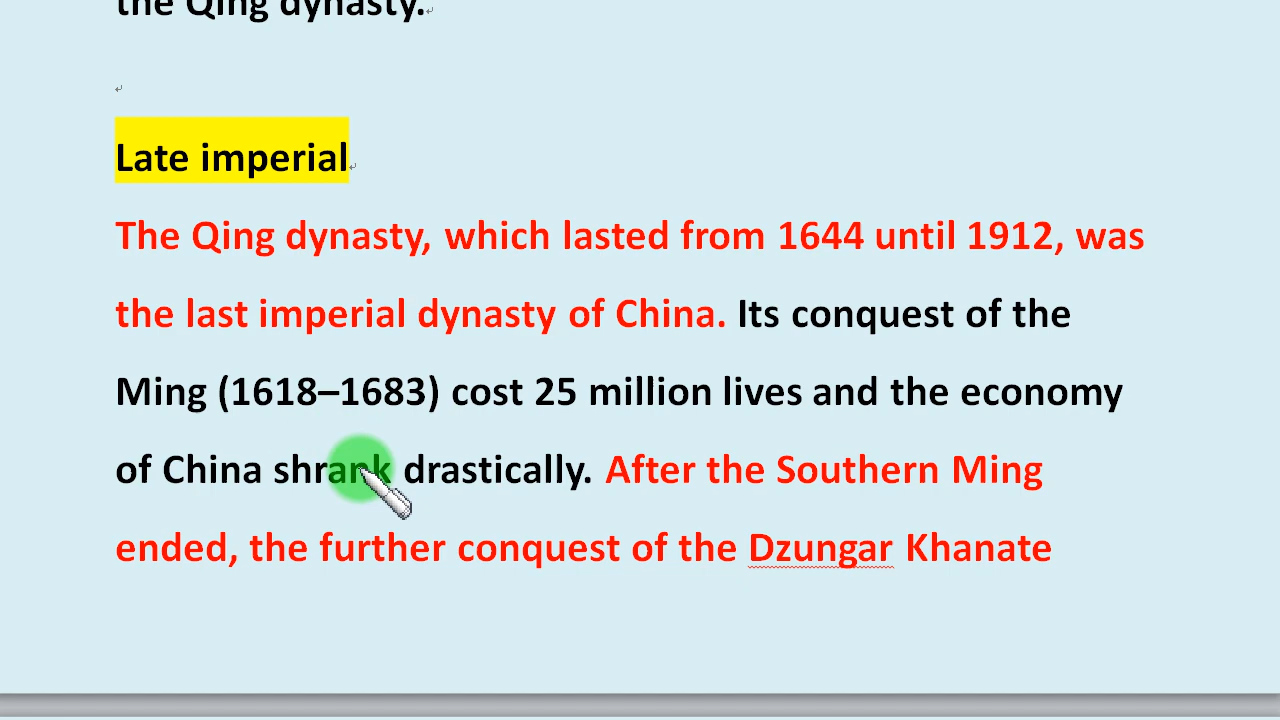 the Qing dynasty.
Late imperial
The Qing dynasty, which lasted from 1644 until 1912, was
the last imperial dynasty of China. Its conquest of the
Ming (1618–1683) cost 25 million lives and the economy
of China shrank drastically. After the Southern Ming
ended, the further conquest of the Dzungar Khanate